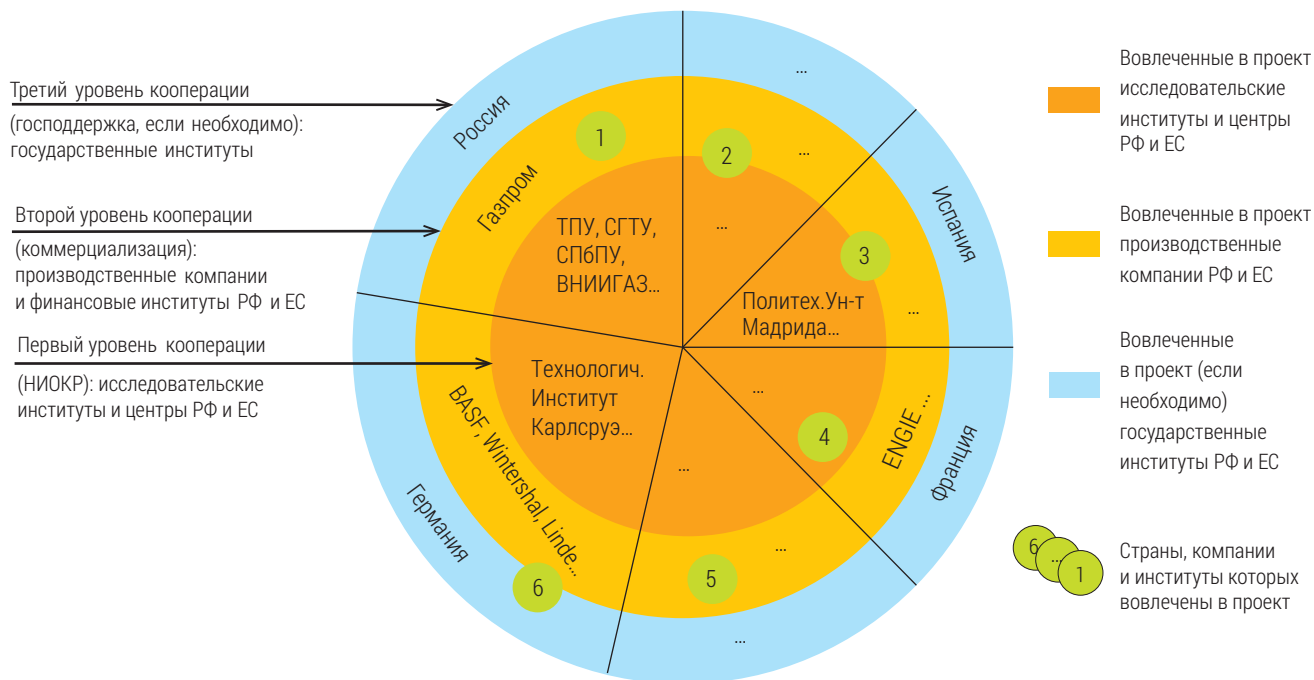 Третий уровень кооперации
(господдержка, если необходимо):
государственные институты
Второй уровень кооперации
(коммерциализация):
производственные компании
и финансовые институты РФ и ЕС
Первый уровень кооперации
(НИОКР): исследовательские
институты и центры РФ и ЕС
Россия
Газпром
1
ТПУ, СГТУ,
СПбПУ,
ВНИИГАЗ...
...
...
2
...
Испания
3
...
Политех.Ун-т
Мадрида...
Франция
ENGIE ...
4
...
...
...
5
...
Германия
BASF, Wintershal, Linde...
6
Технологич.
Институт
Карлсруэ...
Вовлеченные в проект
исследовательские
институты и центры
РФ и ЕС
Вовлеченные в проект
производственные
компании РФ и ЕС
Вовлеченные
в проект (если
необходимо)
государственные
институты РФ и ЕС
6
...
1
Страны, компании
и институты которых
вовлечены в проект